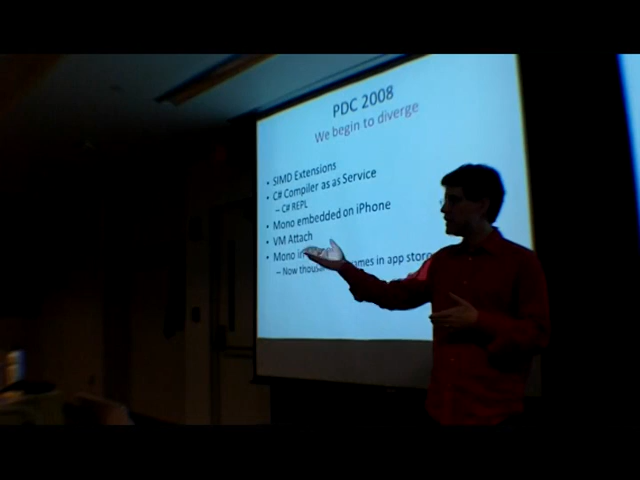 PDC 2008
We begin to diverge
• SIMD Extensions
• C# Compiler as as Service
– C# REPL
• Mono embedded on iPhone
• VM Attach
• Mono in
– Now games in app store